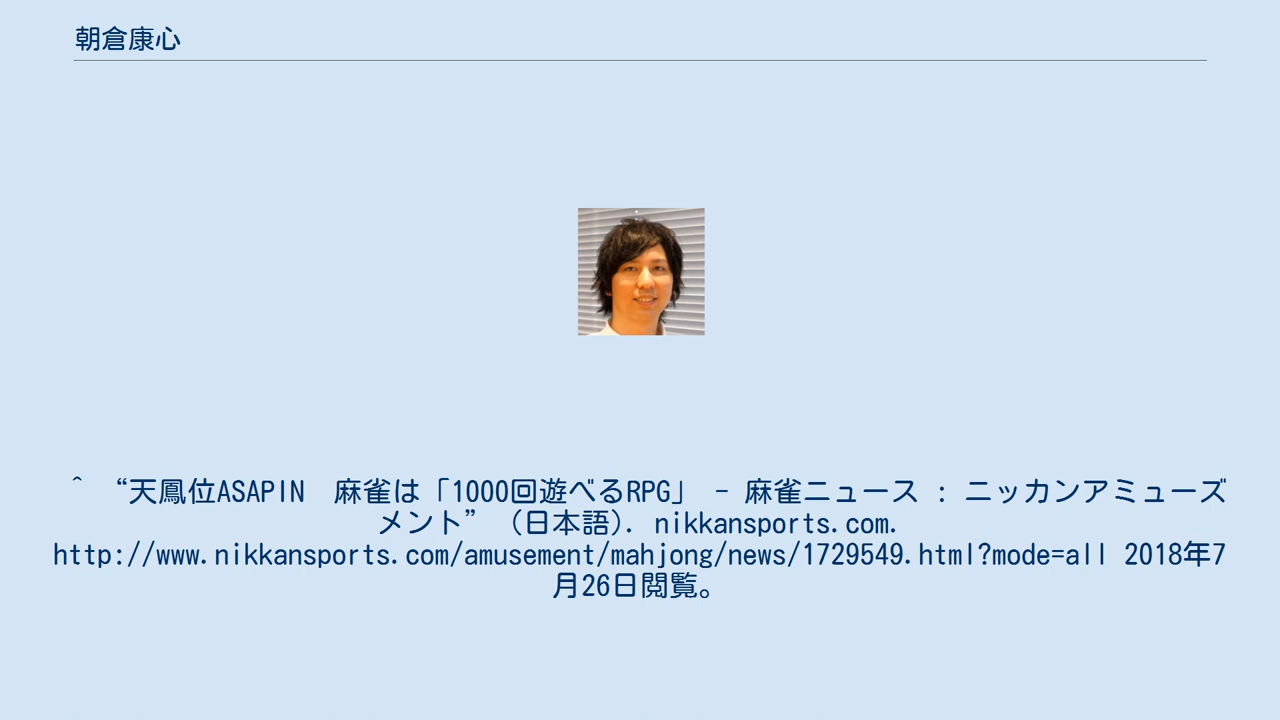 朝倉康心
^ “天鳳位ASAPIN　麻雀は「1000回遊べるRPG」 - 麻雀ニュース : ニッカンアミューズ
メント” (日本語). nikkansports.com.
http://www.nikkansports.com/amusement/mahjong/news/1729549.html?mode=all 2018年7
月26日閲覧。